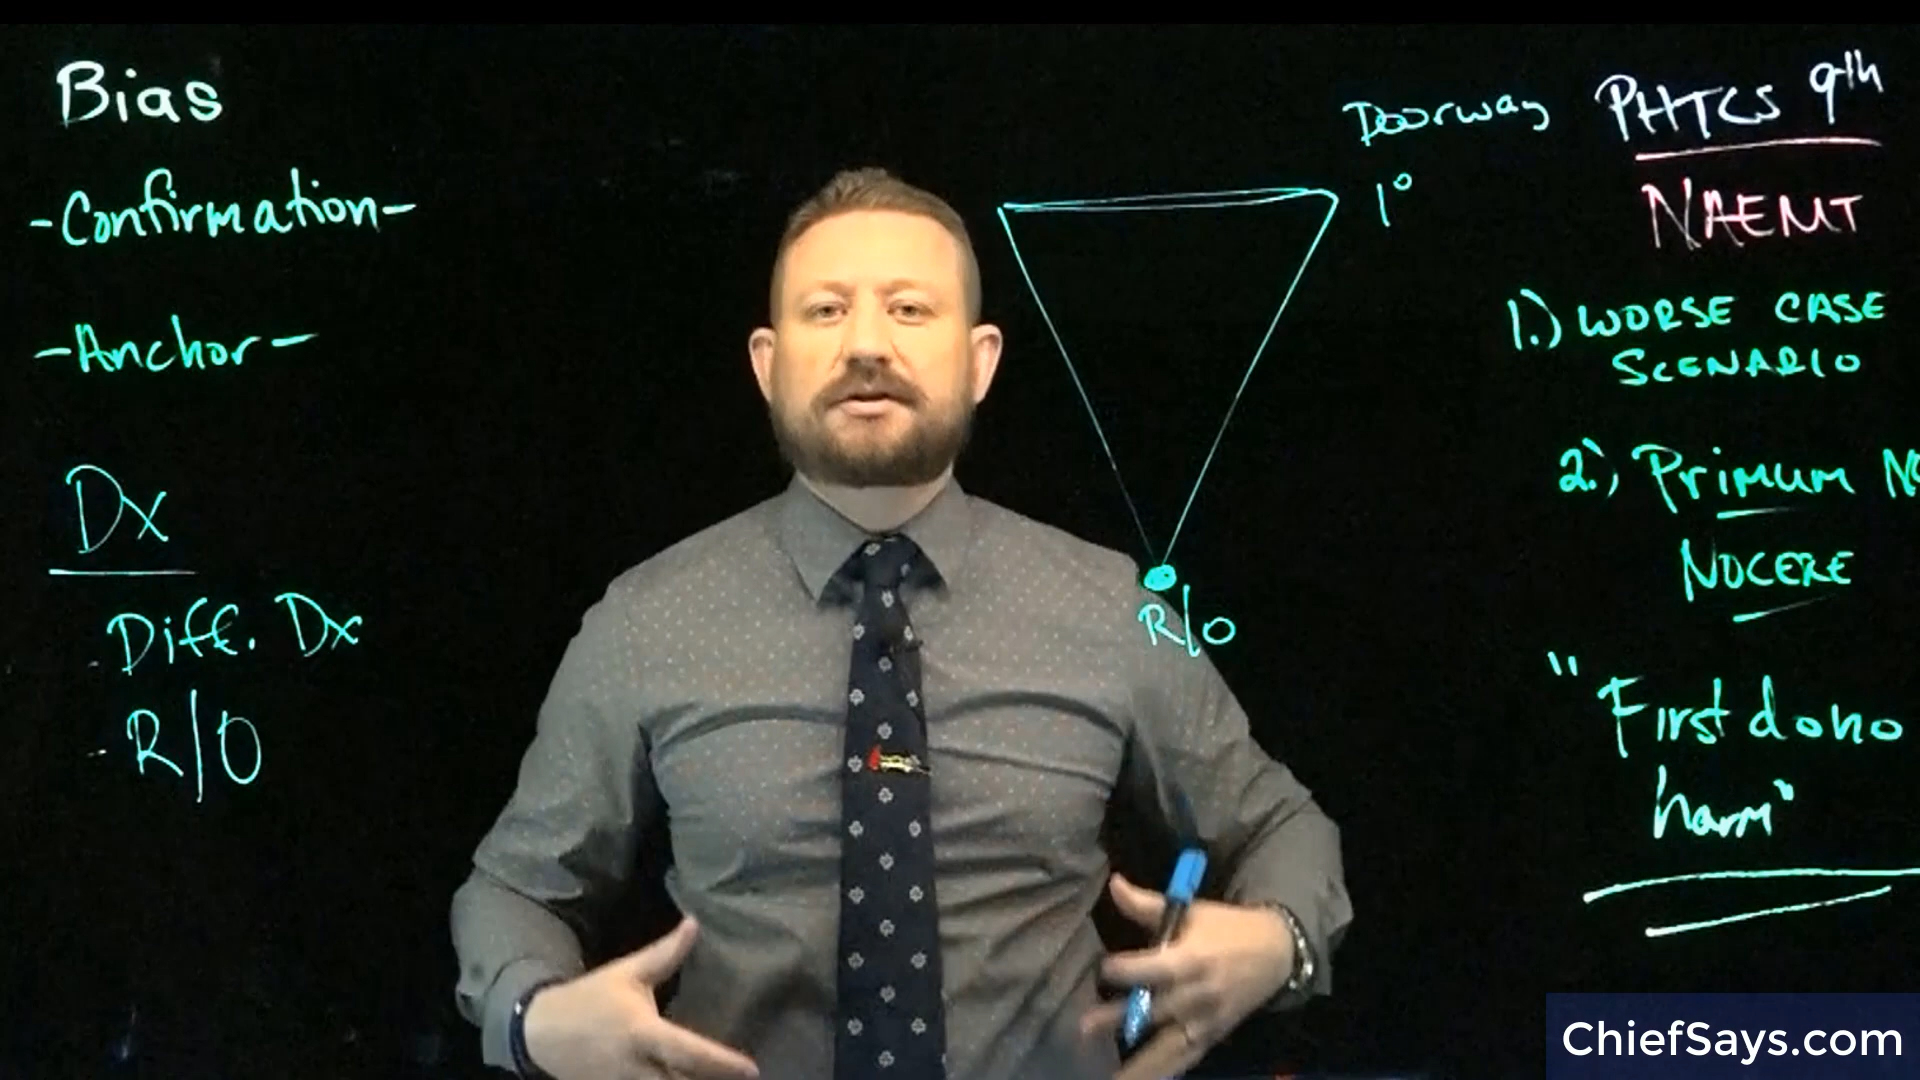 Bias
-Confirmation-
-Anchor-
Dx
- Diff. Dx
- R/O
Doorway
1°
R/O
PHTLS 9th
NAEMT
1.) WORSE CASE
SCENARIO
2.) Primum
NOCERE
"First do no
harm"
ChiefSays.com